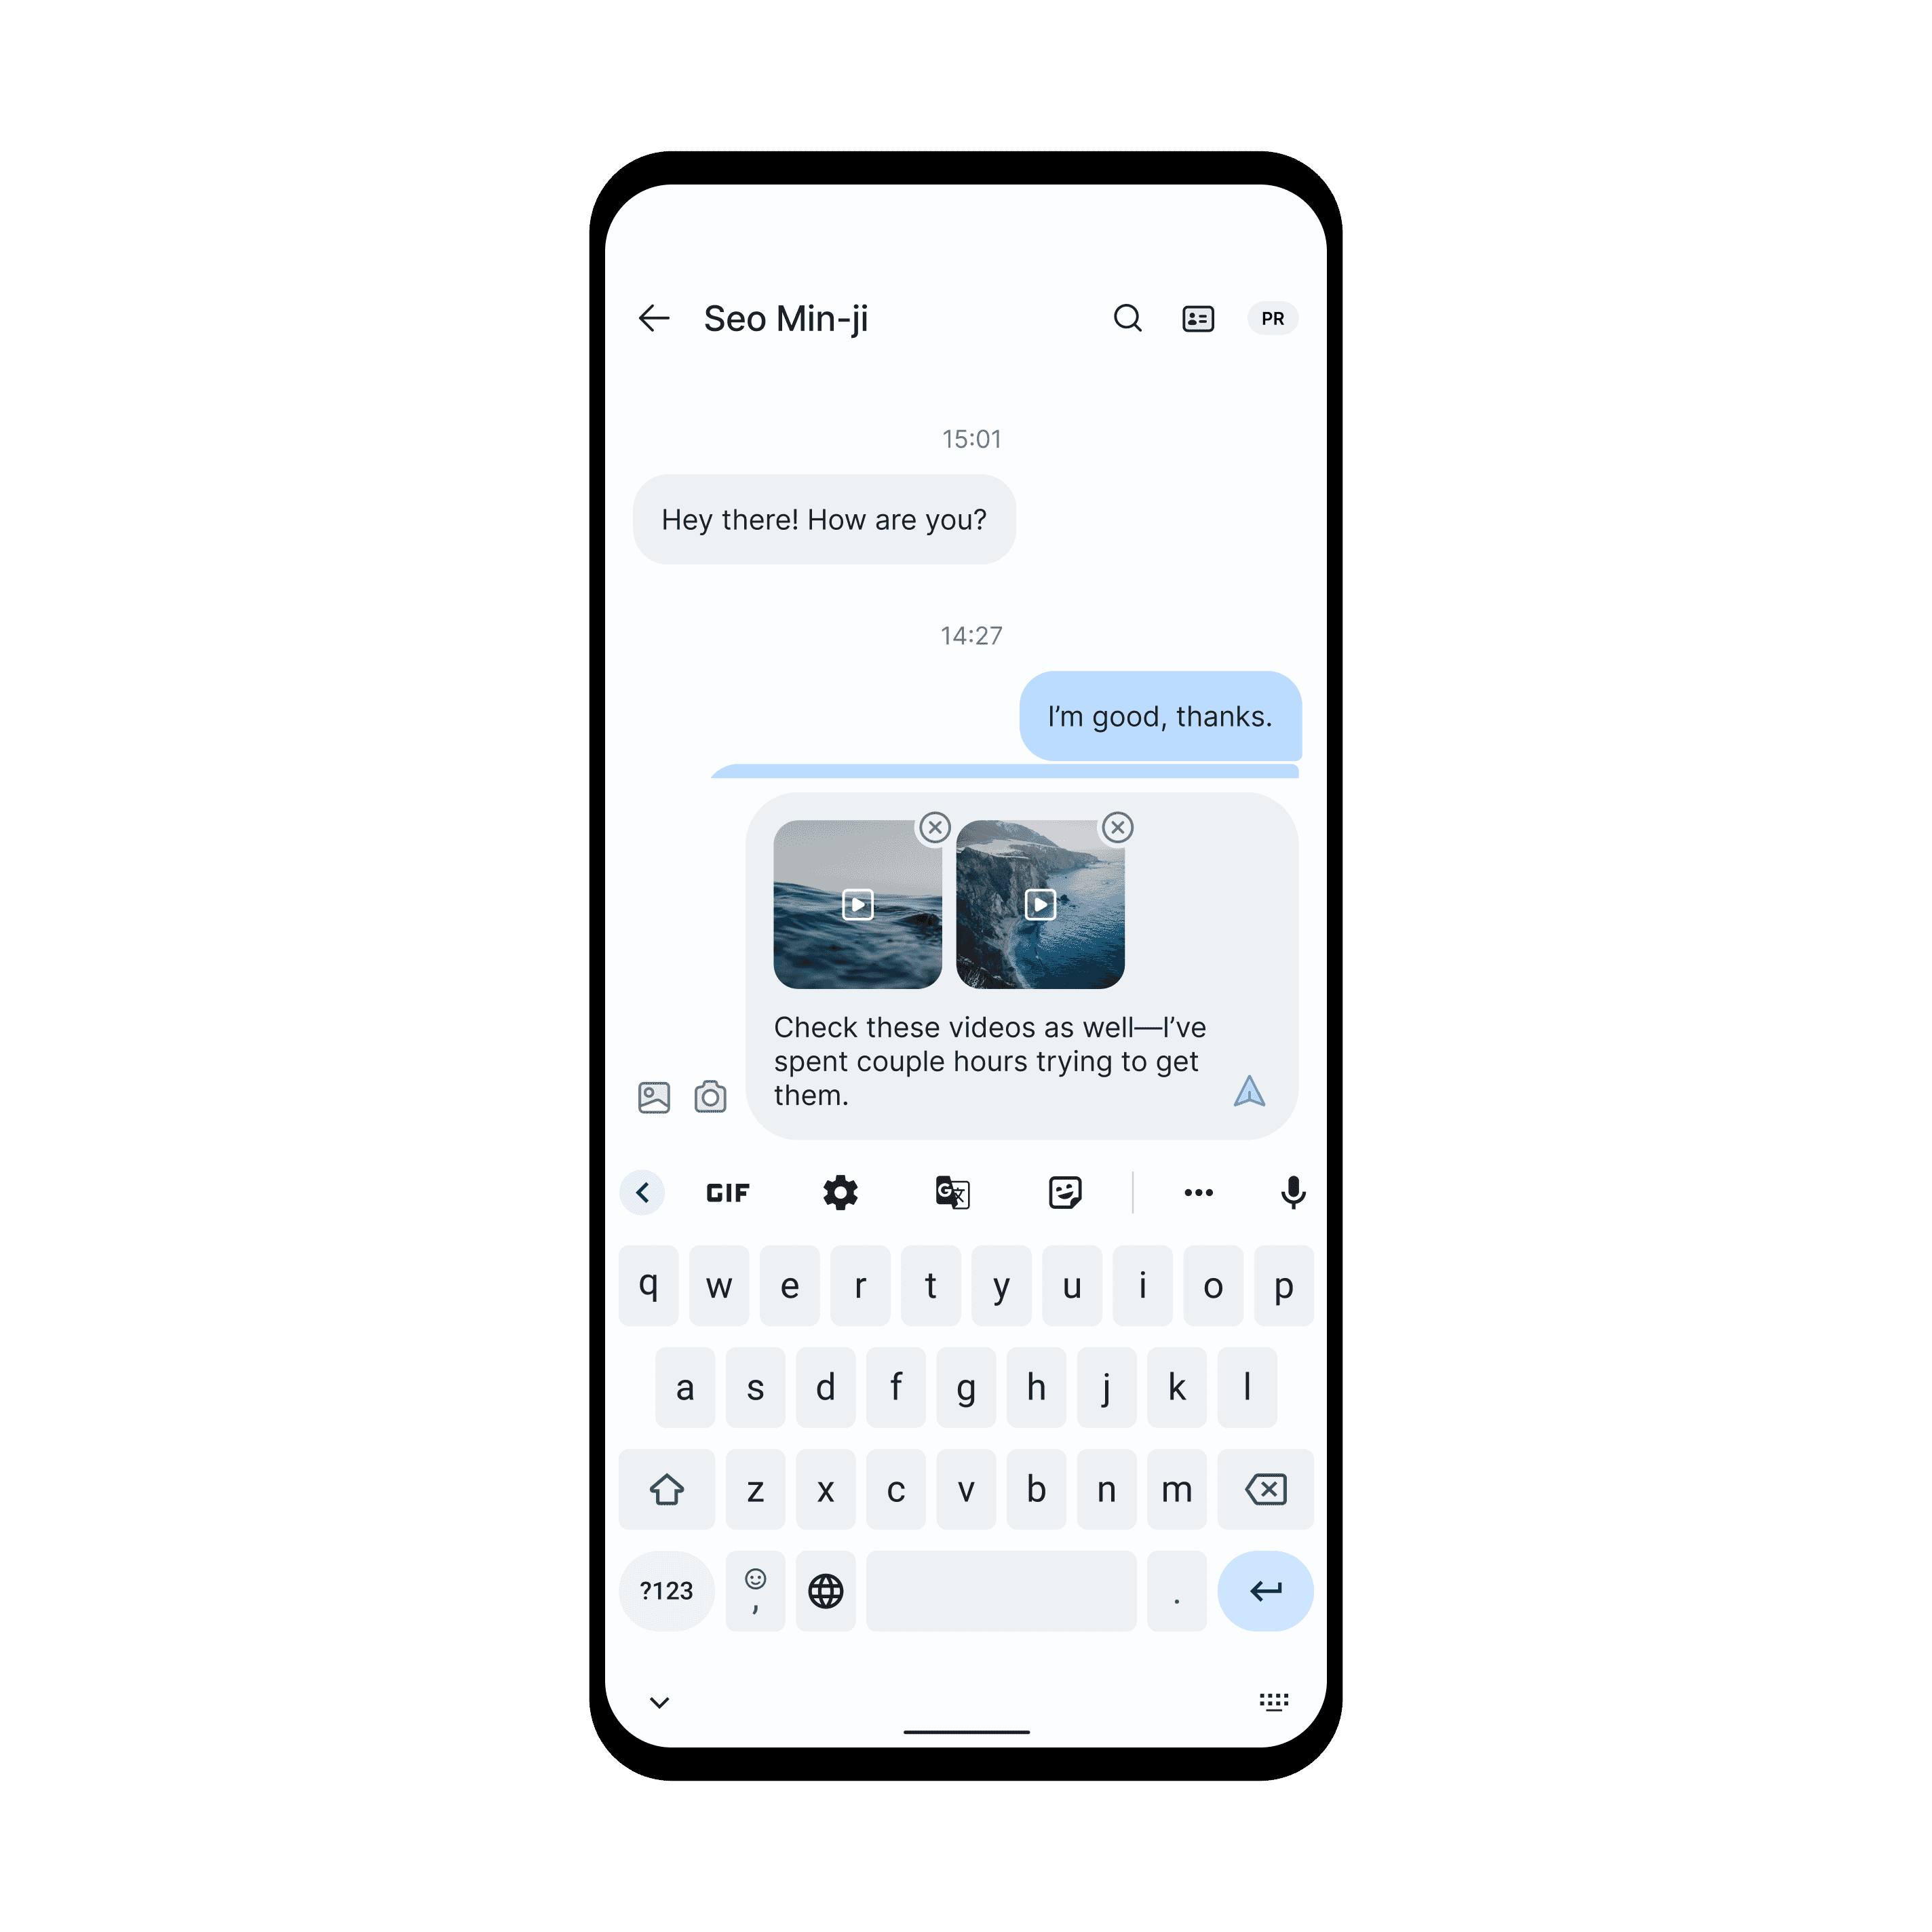 Seo Min-ji
PR
15:01
Hey there! How are you?
14:27
I’m good, thanks.
Check these videos as well—I’ve
spent couple hours trying to get
them.
GIF
G 文
q w e r t y u i o p
a s d f g h j k l
z x c v b n m
?123 , .